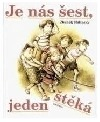 Je nás šest,
jeden štěká